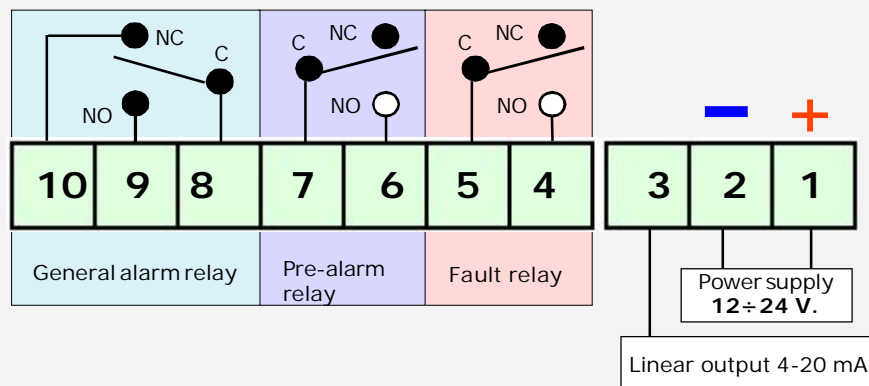 NC
C
NO
C
NC
NO
C
NC
NO
− +
10 9 8 7 6 5 4 3 2 1
General alarm relay
Pre-alarm
relay
Fault relay
Power supply
12÷24 V.
Linear output 4-20 mA